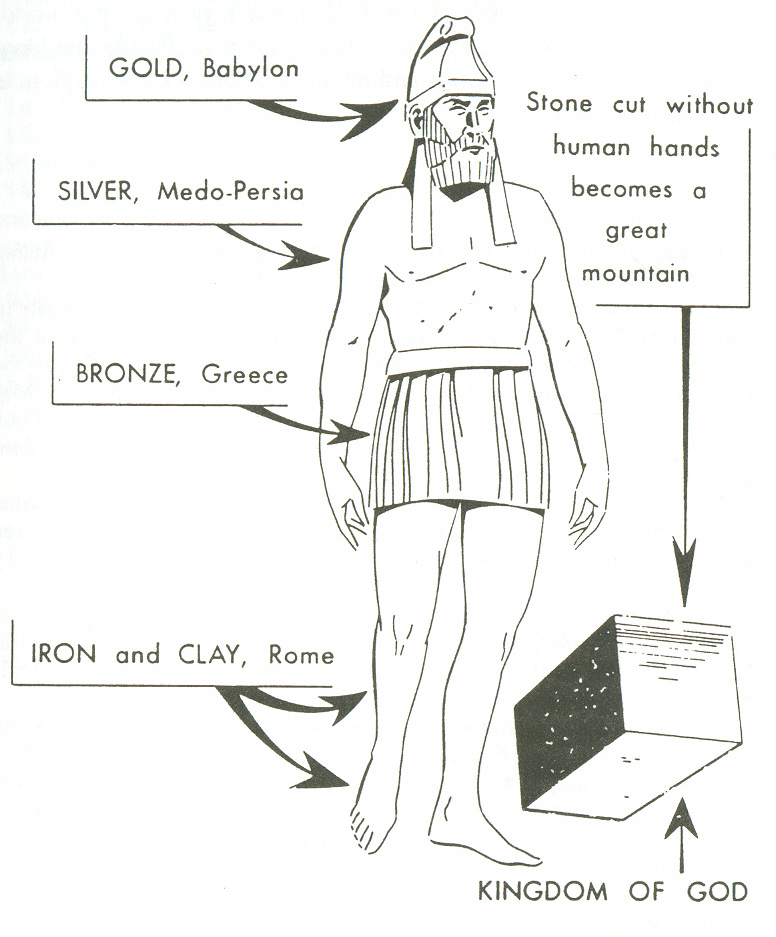 GOLD, Babylon
SILVER, Medo-Persia
BRONZE, Greece
IRON and CLAY, Rome
Stone cut without
human hands
becomes a
great
mountain
KINGDOM OF GOD